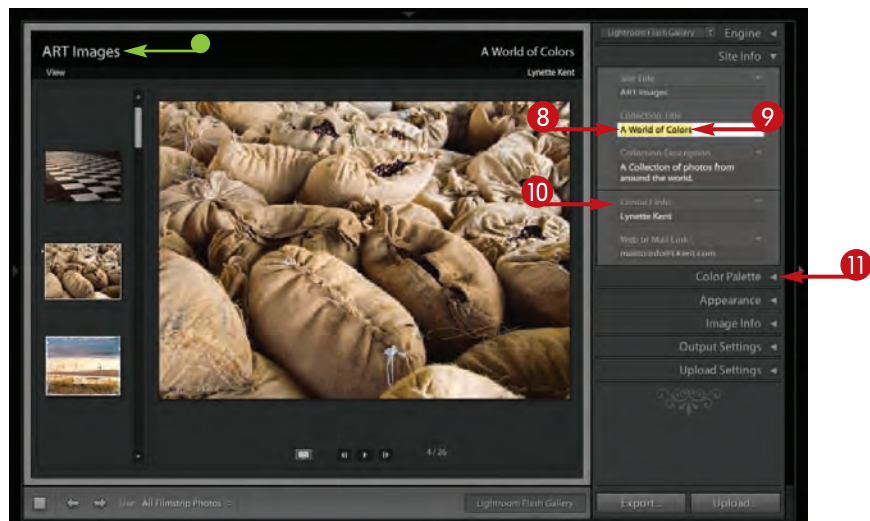 ART Images
A World of Colors
View
Lynette Kent
4/26
Use: All Filmstrip Photos
Lightroom Flash Gallery
Lightroom Flash Gallery
Engine
Site Info
Site Title
ART Images
8
Collection Title
9
A World of Colors
Collection Description
A Collection of photos from
around the world.
10
Contact Info
Lynette Kent
Web or Mail Link
Color Palette
11
Appearance
Image Info
Output Settings
Upload Settings
Export...
Upload...